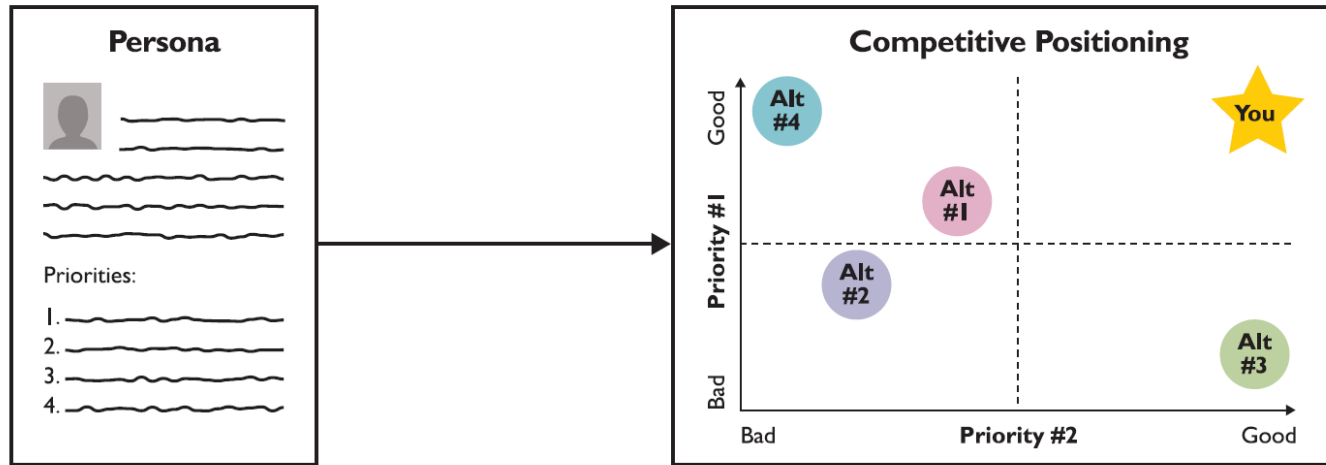 Persona
Priorities:
1.
2.
3.
4.
Competitive Positioning
Good
Priority #1
Bad
Alt
#4
You
Alt
#1
Alt
#2
Alt
#3
Bad
Priority #2
Good